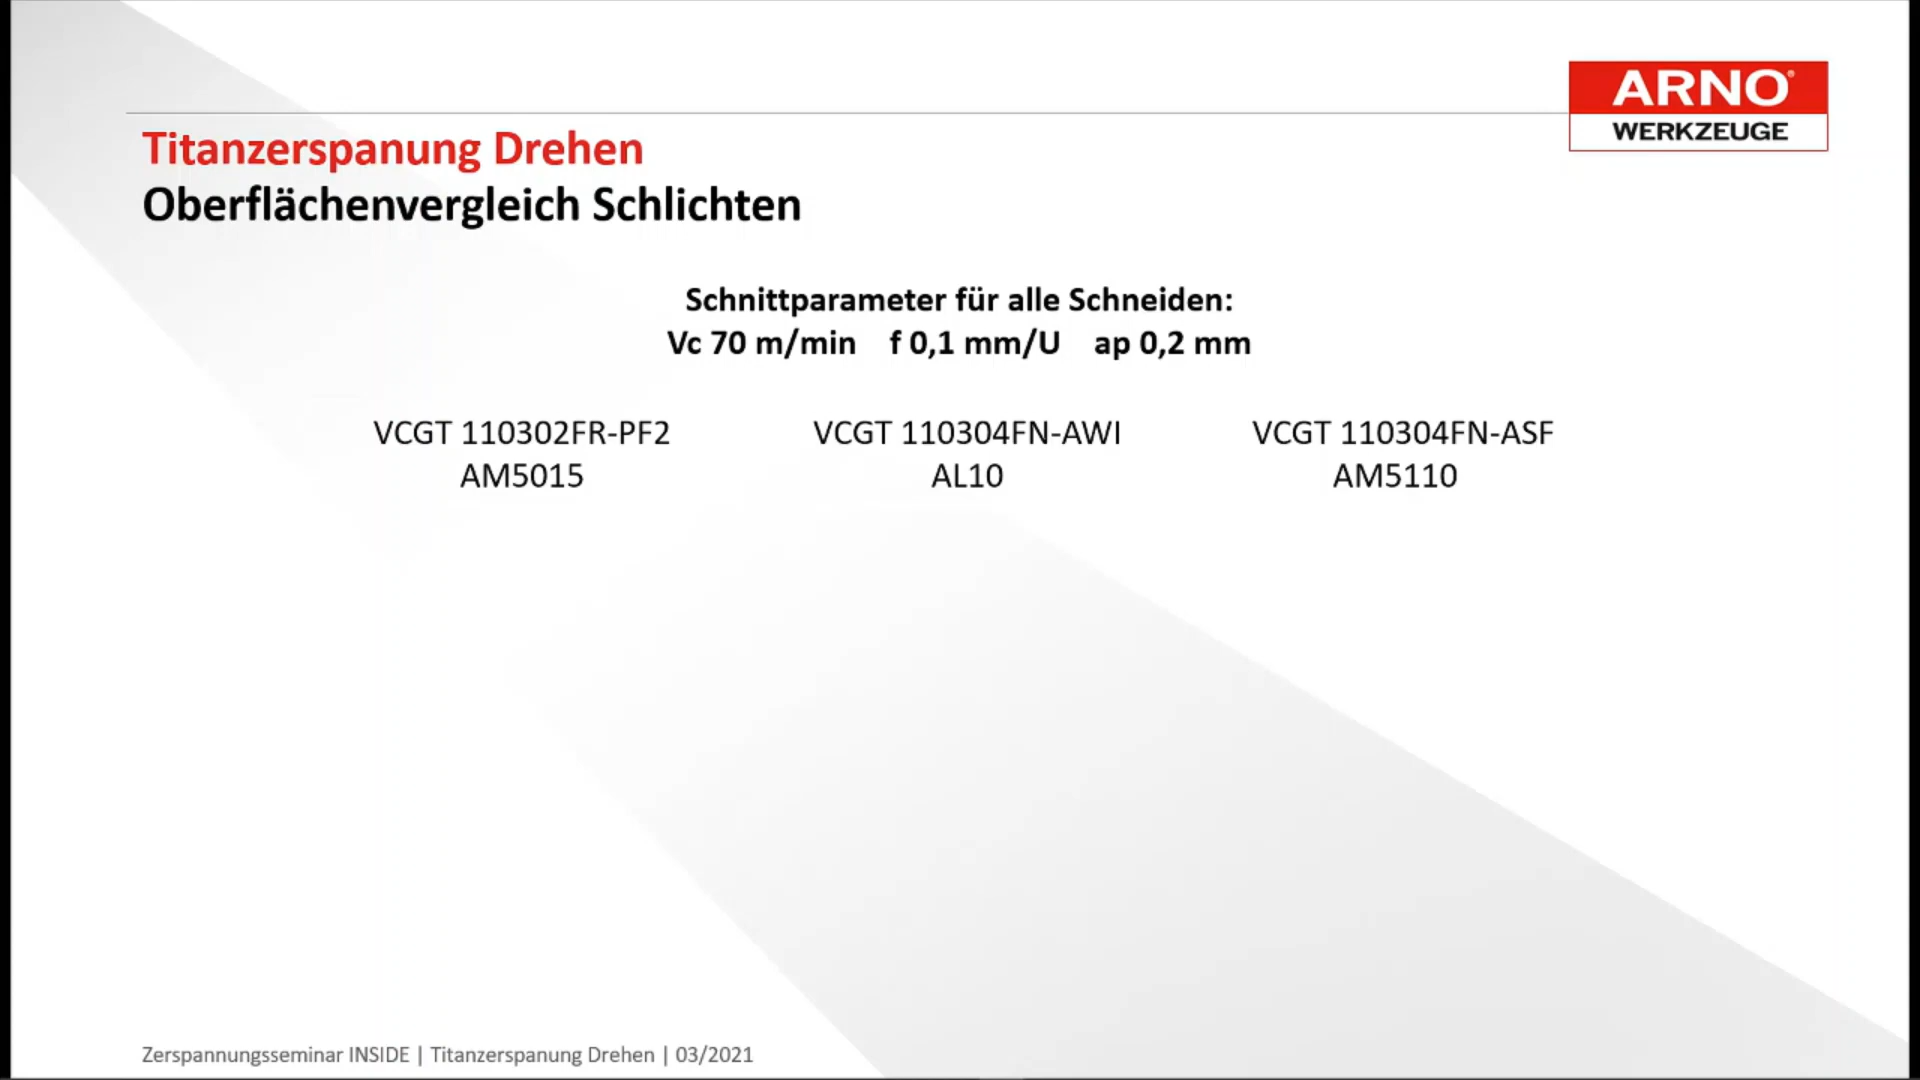 ARNO®
WERKZEUGE
Titanzerspanung Drehen
Oberflächenvergleich Schlichten
Schnittparameter für alle Schneiden:
Vc 70 m/min f 0,1 mm/U ap 0,2 mm
VCGT 110302FR-PF2
AM5015
VCGT 110304FN-AWI
AL10
VCGT 110304FN-ASF
AM5110
Zerspannungsseminar INSIDE | Titanzerspanung Drehen | 03/2021